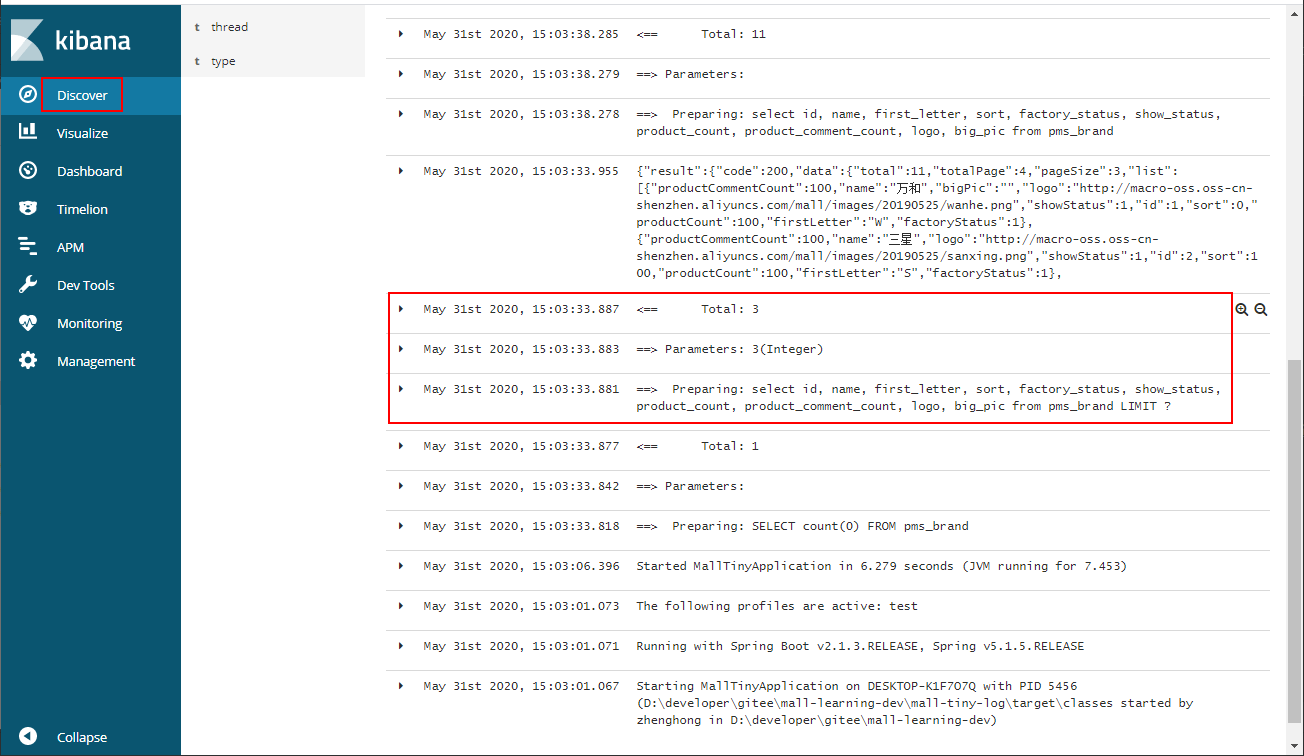 kibana
Discover
Visualize
Dashboard
Timelion
APM
Dev Tools
Monitoring
Management
Collapse
t thread
t type
May 31st 2020, 15:03:38.285 <==      Total: 11
May 31st 2020, 15:03:38.279 ==> Parameters:
May 31st 2020, 15:03:38.278 ==>  Preparing: select id, name, first_letter, sort, factory_status, show_status,
product_count, product_comment_count, logo, big_pic from pms_brand
May 31st 2020, 15:03:33.955 {"result":{"code":200,"data":{"total":11,"totalPage":4,"pageSize":3,"list":
[{"productCommentCount":100,"name":"万和","bigPic":"","logo":"http://macro-oss.oss-cn-
shenzhen.aliyuncs.com/mall/images/20190525/wanhe.png","showStatus":1,"id":1,"sort":0,"
productCount":100,"firstLetter":"W","factoryStatus":1},
{"productCommentCount":100,"name":"三星","logo":"http://macro-oss.oss-cn-
shenzhen.aliyuncs.com/mall/images/20190525/sanxing.png","showStatus":1,"id":2,"sort":1
00,"productCount":100,"firstLetter":"S","factoryStatus":1},
May 31st 2020, 15:03:33.887 <==      Total: 3
May 31st 2020, 15:03:33.883 ==> Parameters: 3(Integer)
May 31st 2020, 15:03:33.881 ==>  Preparing: select id, name, first_letter, sort, factory_status, show_status,
product_count, product_comment_count, logo, big_pic from pms_brand LIMIT ?
May 31st 2020, 15:03:33.877 <==      Total: 1
May 31st 2020, 15:03:33.842 ==> Parameters:
May 31st 2020, 15:03:33.818 ==>  Preparing: SELECT count(0) FROM pms_brand
May 31st 2020, 15:03:06.396 Started MallTinyApplication in 6.279 seconds (JVM running for 7.453)
May 31st 2020, 15:03:01.073 The following profiles are active: test
May 31st 2020, 15:03:01.071 Running with Spring Boot v2.1.3.RELEASE, Spring v5.1.5.RELEASE
May 31st 2020, 15:03:01.067 Starting MallTinyApplication on DESKTOP-K1F7O7Q with PID 5456
(D:\developer\gitee\mall-learning-dev\mall-tiny-log\target\classes started by
zhenghong in D:\developer\gitee\mall-learning-dev)